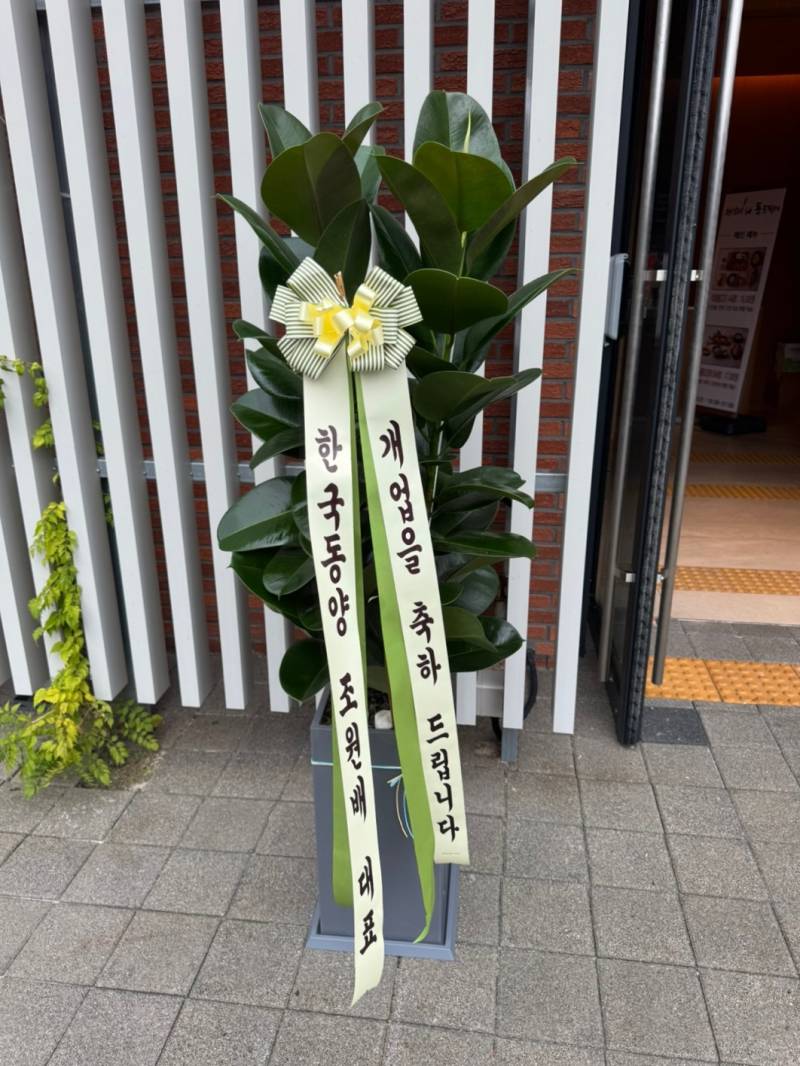 개업을 축하 드립니다
한국동양 조원배 대표